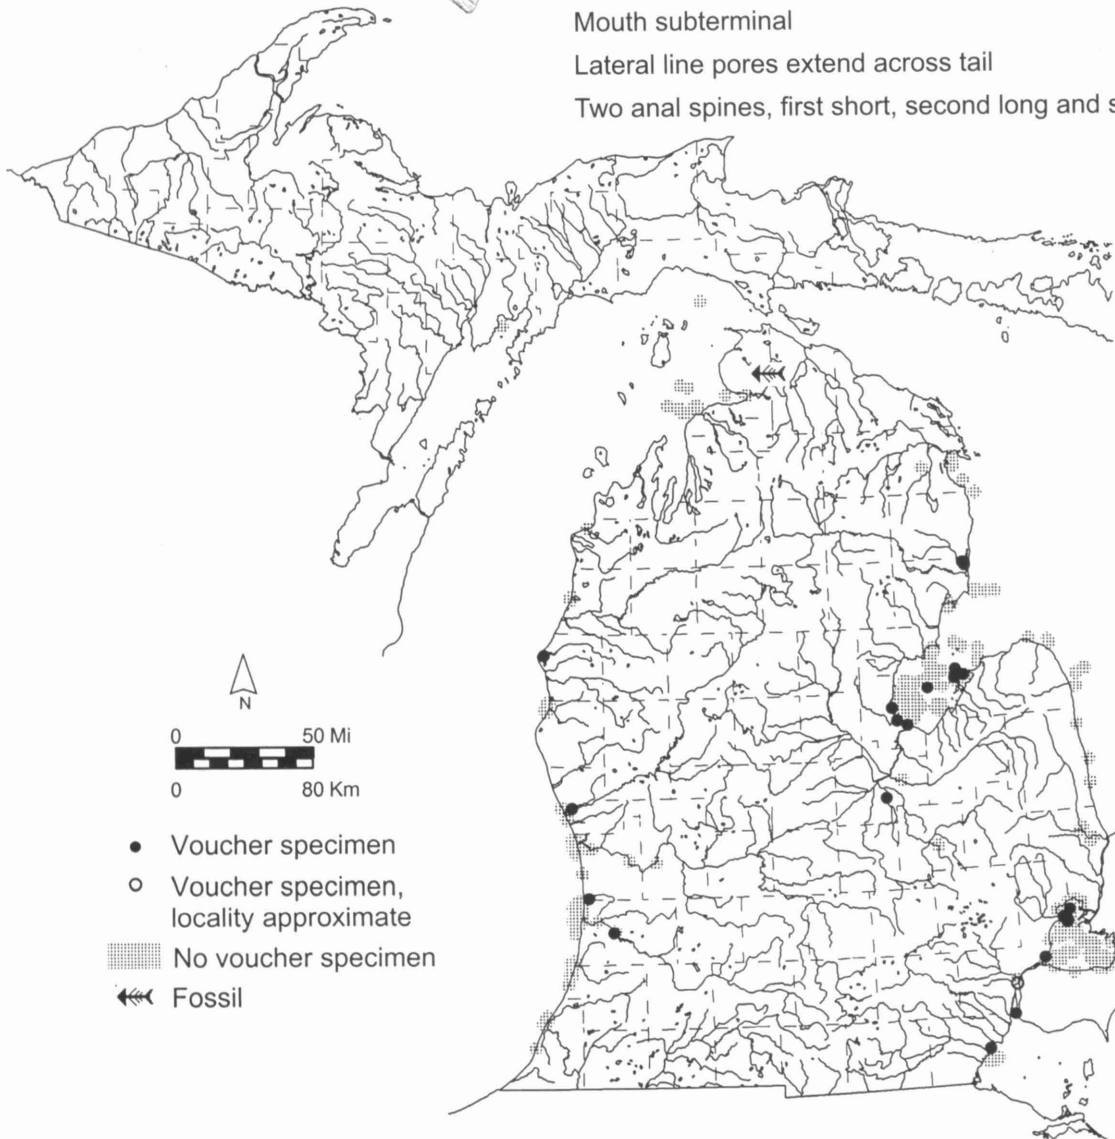 Mouth subterminal
Lateral line pores extend across tail
Two anal spines, first short, second long and s
N
0 50 Mi
0 80 Km
Voucher specimen
Voucher specimen,
locality approximate
No voucher specimen
Fossil